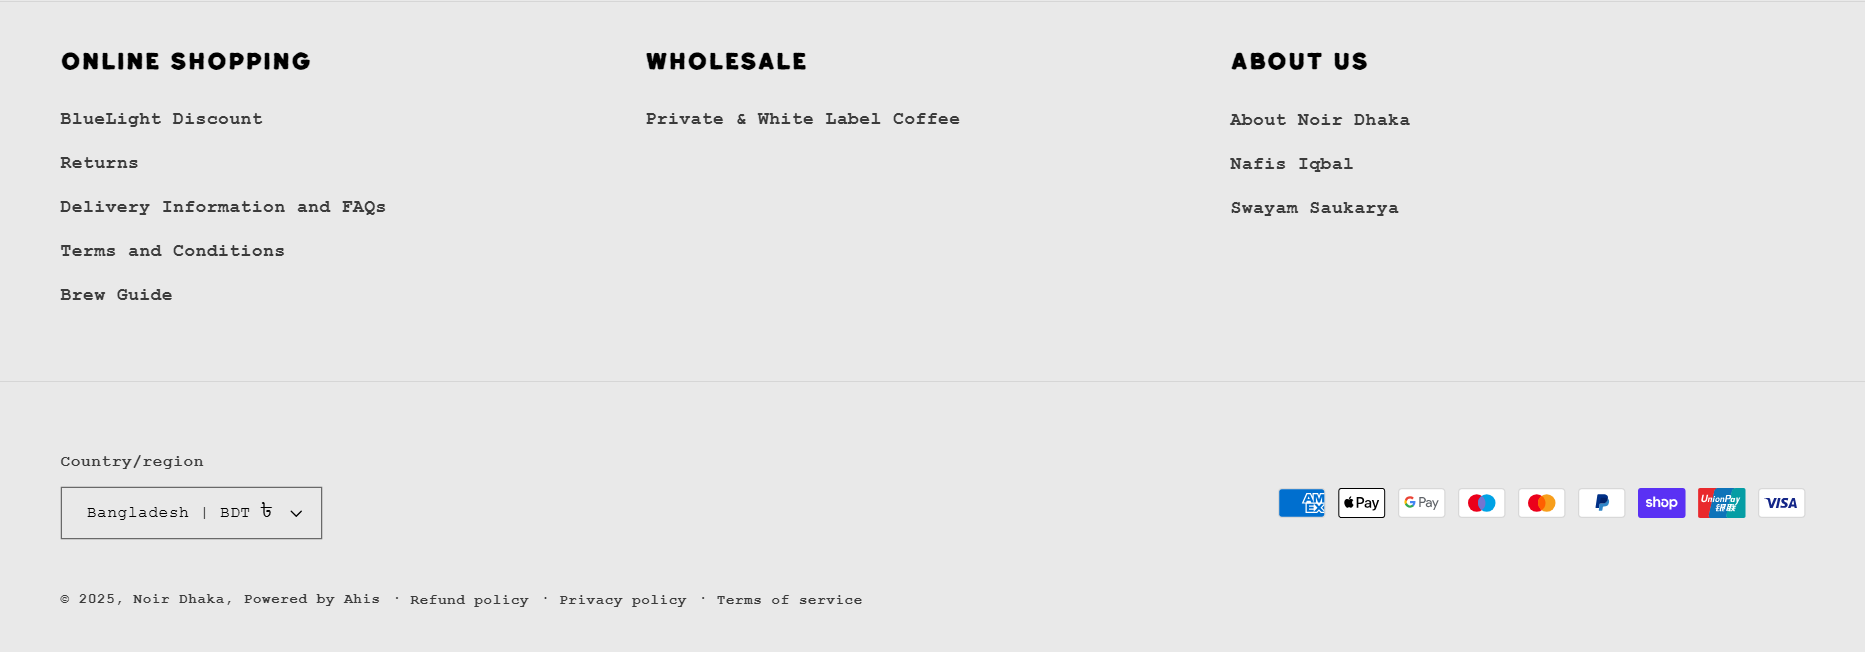 ONLINE SHOPPING
BlueLight Discount
Returns
Delivery Information and FAQs
Terms and Conditions
Brew Guide
WHOLESALE
Private & White Label Coffee
ABOUT US
About Noir Dhaka
Nafis Iqbal
Swayam Saukarya
Country/region
Bangladesh | BDT ৳
AM EX
Pay
G Pay
P
shop
UnionPay 银联
VISA
© 2025, Noir Dhaka, Powered by Ahis · Refund policy · Privacy policy · Terms of service